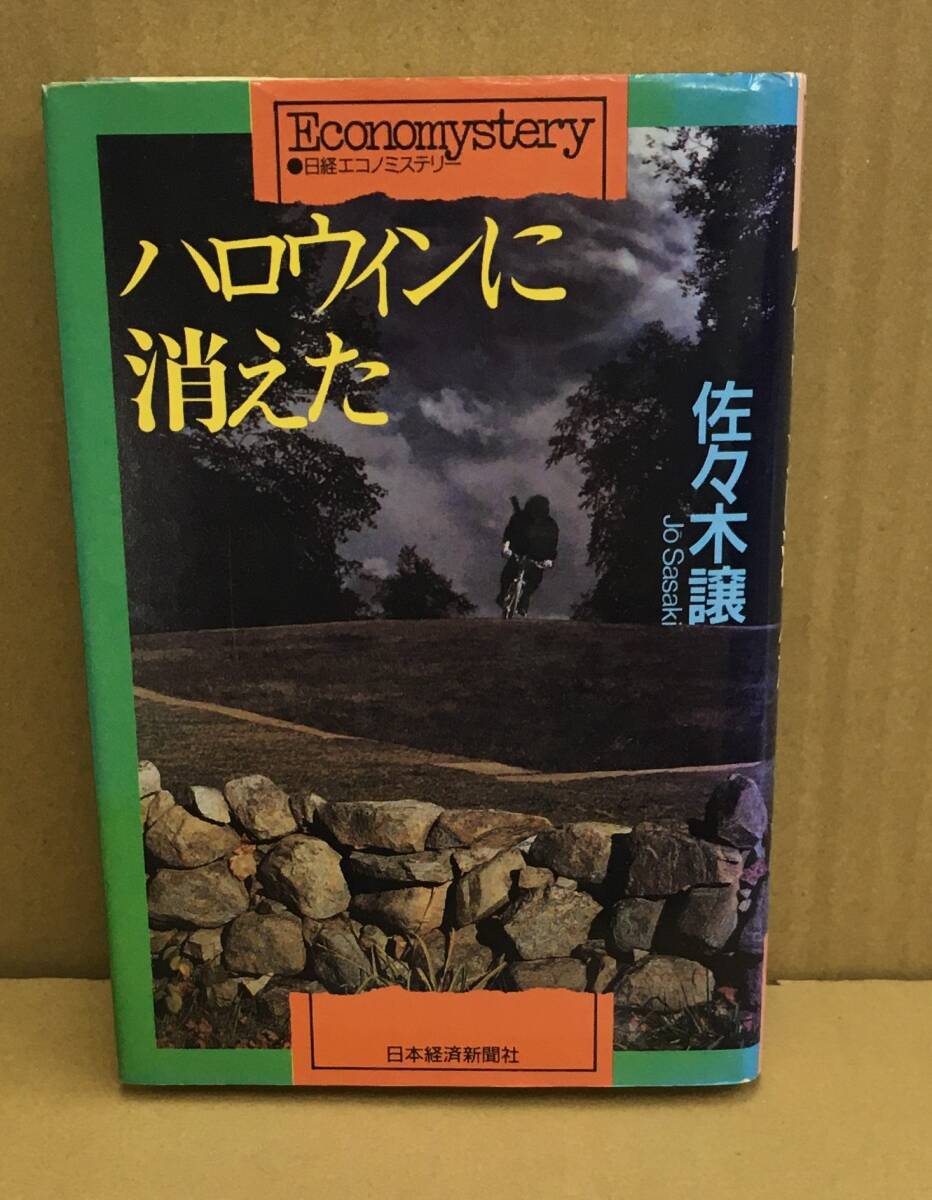 Economystery
●日経エコノミステリー
ハロウィンに
消えた
佐々木譲
Jō Sasaki
日本経済新聞社